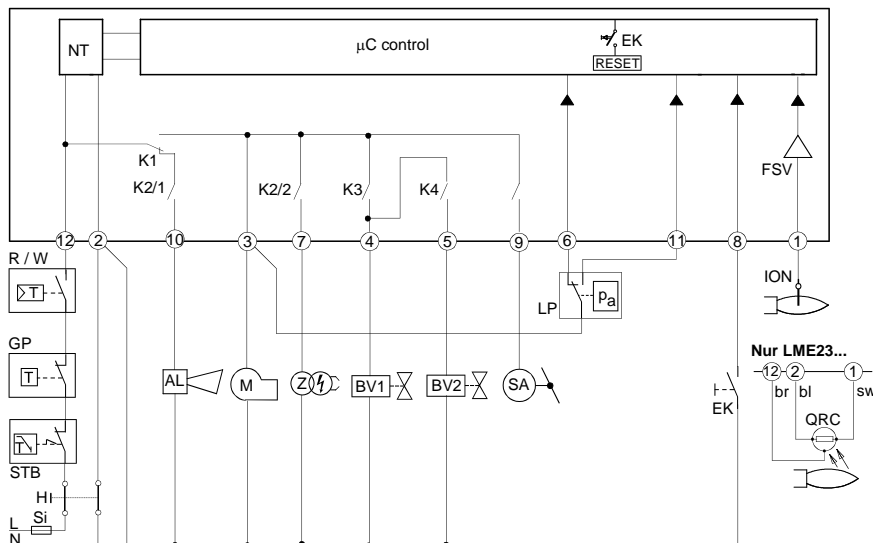 NT
µC control
EK
RESET
K1
K2/1
K2/2
K3
K4
FSV
12
2
10
3
7
4
5
9
6
11
8
1
R / W
T
LP
pa
ION
GP
T
AL
M
Z
BV1
BV2
SA
EK
Nur LME23...
12
2
1
br
bl
sw
QRC
T
STB
H
L
Si
N